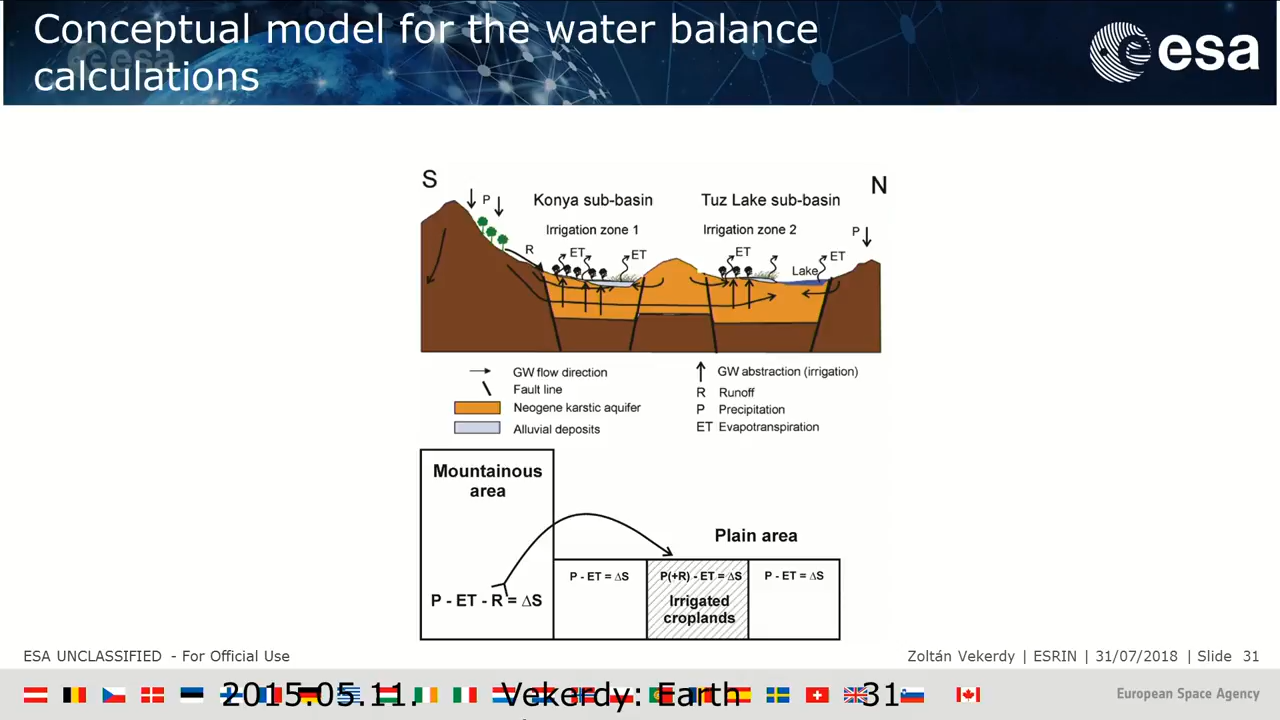 Conceptual model for the water balance
calculations
esa
S
N
P
Konya sub-basin
Tuz Lake sub-basin
Irrigation zone 1
Irrigation zone 2
P
R
ET
ET
ET
Lake
ET
GW flow direction
Fault line
Neogene karstic aquifer
Alluvial deposits
GW abstraction (irrigation)
R Runoff
P Precipitation
ET Evapotranspiration
Mountainous
area
P - ET - R = ΔS
Plain area
P - ET = ΔS
P(+R) - ET = ΔS
Irrigated
croplands
P - ET = ΔS
ESA UNCLASSIFIED - For Official Use
Zoltán Vekerdy | ESRIN | 31/07/2018 | Slide 31
2015.05.11.
Vekerdy: Earth
31
European Space Agency